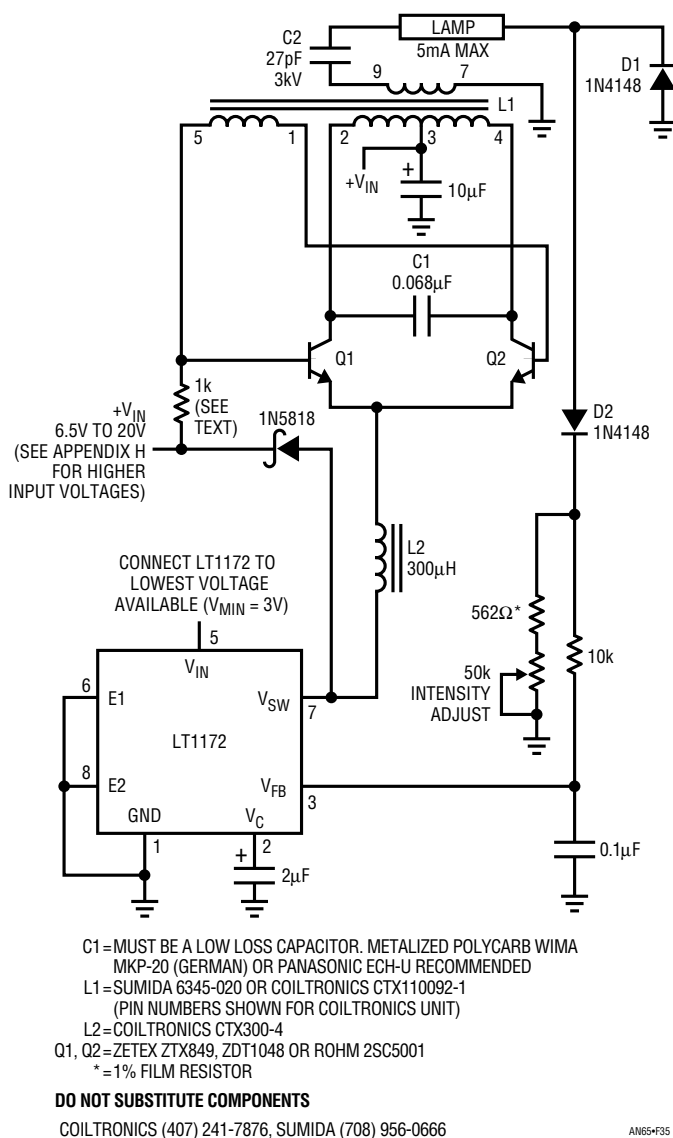 LAMP
5mA MAX
C2
27pF
3kV
D1
1N4148
9
7
L1
5
1
2
3
4
+VIN
+
10µF
C1
0.068µF
Q1
Q2
1k
(SEE
TEXT)
+VIN
6.5V TO 20V
(SEE APPENDIX H
FOR HIGHER
INPUT VOLTAGES)
1N5818
D2
1N4148
L2
300µH
CONNECT LT1172 TO
LOWEST VOLTAGE
AVAILABLE (VMIN = 3V)
562Ω*
10k
50k
INTENSITY
ADJUST
5
VIN
6
E1
VSW
7
LT1172
8
E2
VFB
3
GND
VC
1
2
+
2µF
0.1µF
C1=MUST BE A LOW LOSS CAPACITOR. METALIZED POLYCARB WIMA
MKP-20 (GERMAN) OR PANASONIC ECH-U RECOMMENDED
L1=SUMIDA 6345-020 OR COILTRONICS CTX110092-1
(PIN NUMBERS SHOWN FOR COILTRONICS UNIT)
L2=COILTRONICS CTX300-4
Q1, Q2=ZETEX ZTX849, ZDT1048 OR ROHM 2SC5001
*=1% FILM RESISTOR
DO NOT SUBSTITUTE COMPONENTS
COILTRONICS (407) 241-7876, SUMIDA (708) 956-0666
AN65•F35